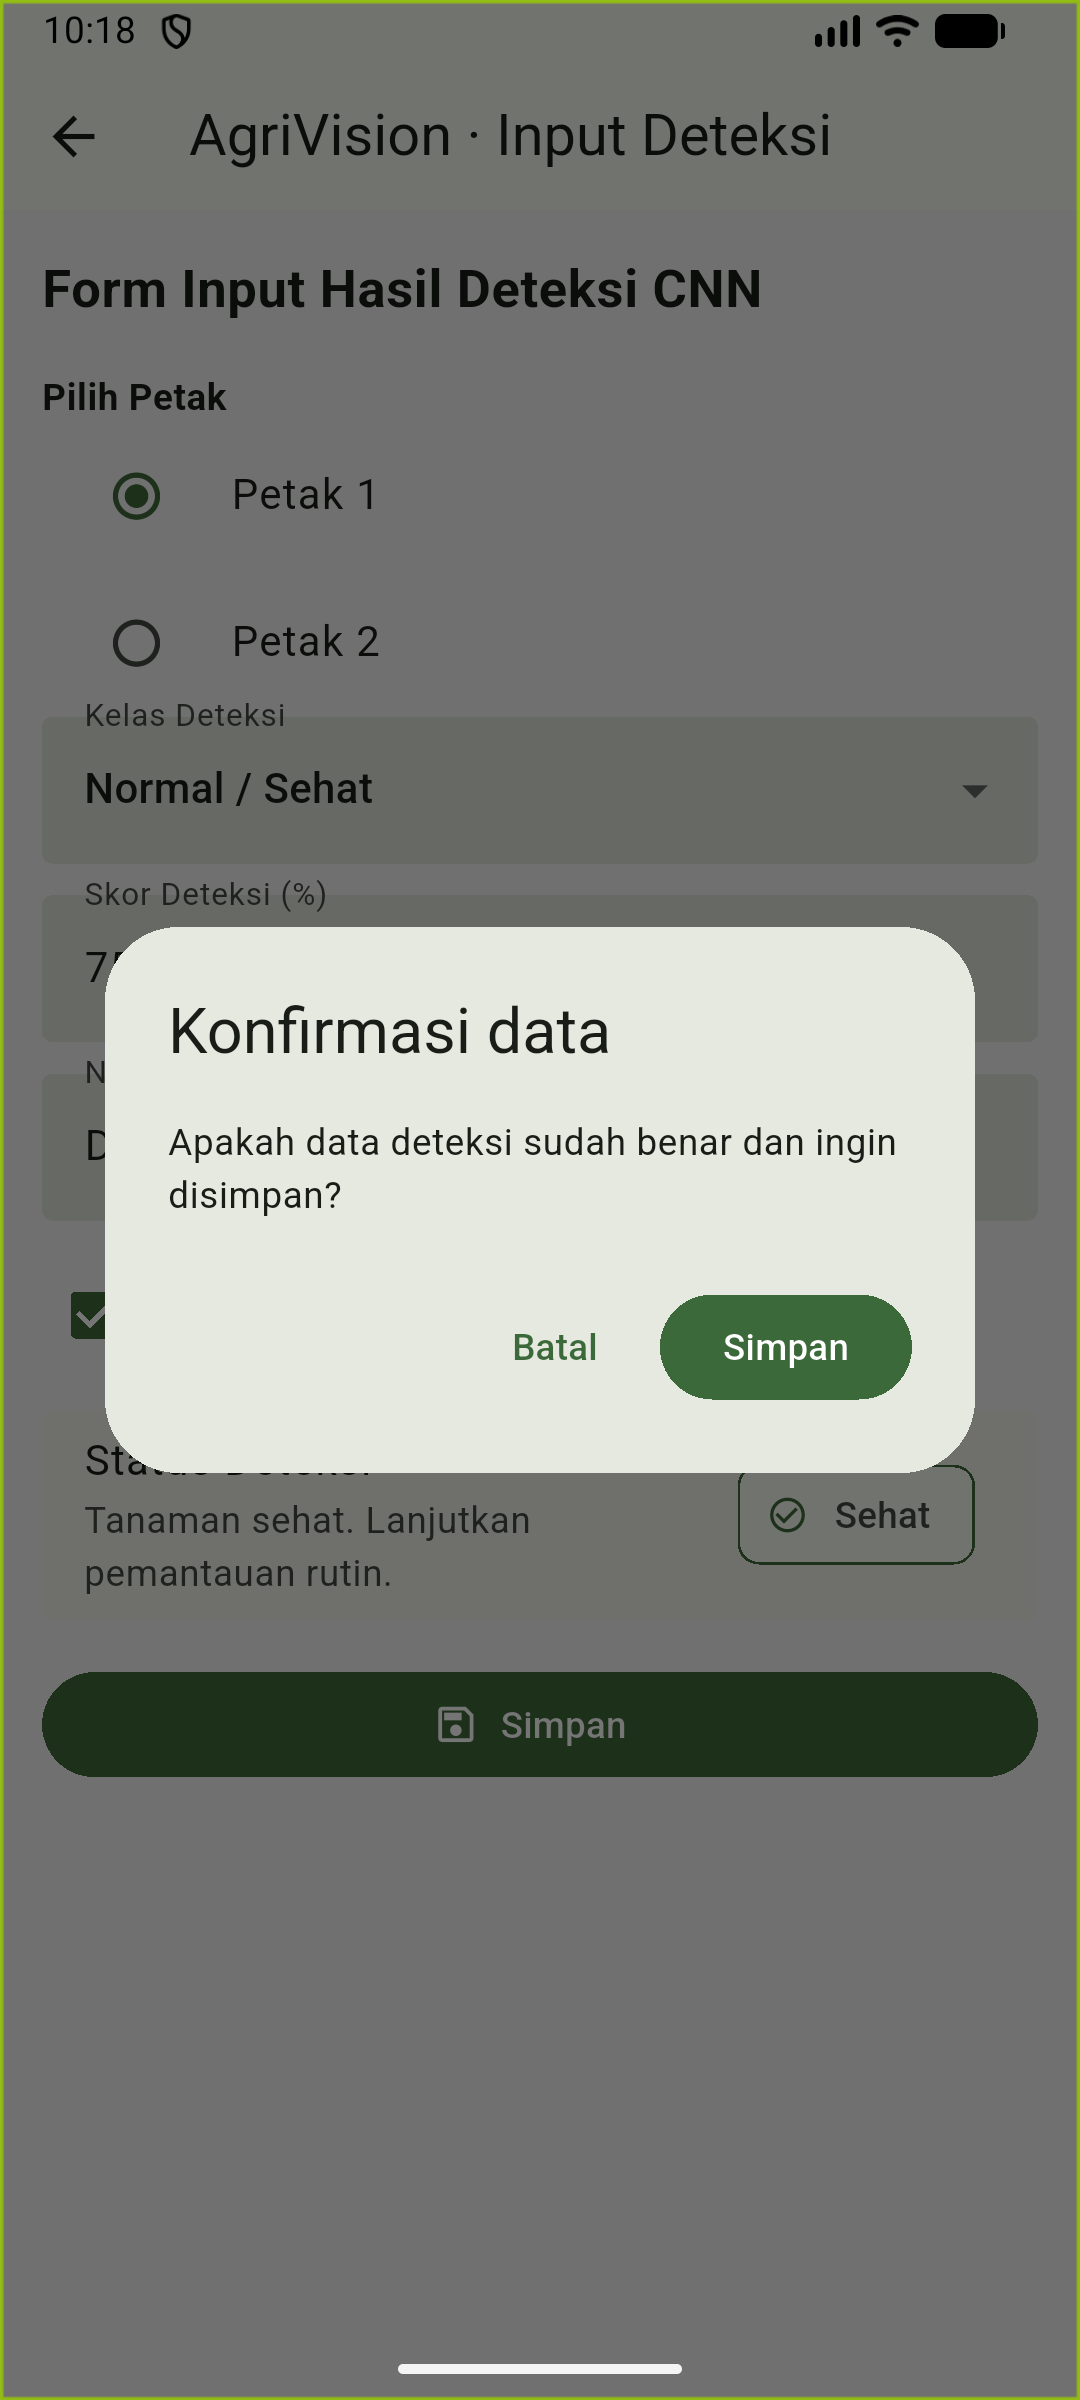 10:18
AgriVision · Input Deteksi
Form Input Hasil Deteksi CNN
Pilih Petak
Petak 1
Petak 2
Kelas Deteksi
Normal / Sehat
Skor Deteksi (%)
Konfirmasi data
Apakah data deteksi sudah benar dan ingin
disimpan?
Batal
Simpan
Status Deteksi
Tanaman sehat. Lanjutkan
pemantauan rutin.
Sehat
Simpan